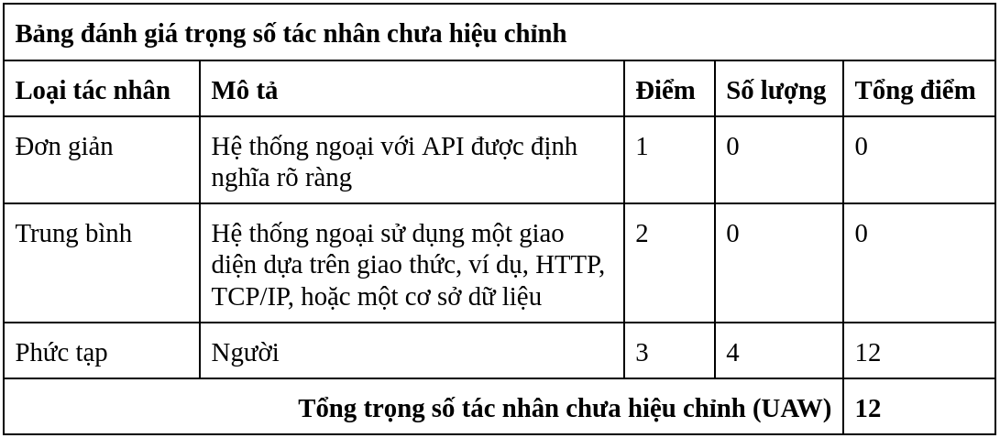 Bảng đánh giá trọng số tác nhân chưa hiệu chỉnh
Loại tác nhân Mô tả Điểm Số lượng Tổng điểm
Đơn giản Hệ thống ngoại với API được định 1 0 0
nghĩa rõ ràng
Trung bình Hệ thống ngoại sử dụng một giao 2 0 0
diện dựa trên giao thức, ví dụ, HTTP,
TCP/IP, hoặc một cơ sở dữ liệu
Phức tạp Người 3 4 12
Tổng trọng số tác nhân chưa hiệu chỉnh (UAW) 12